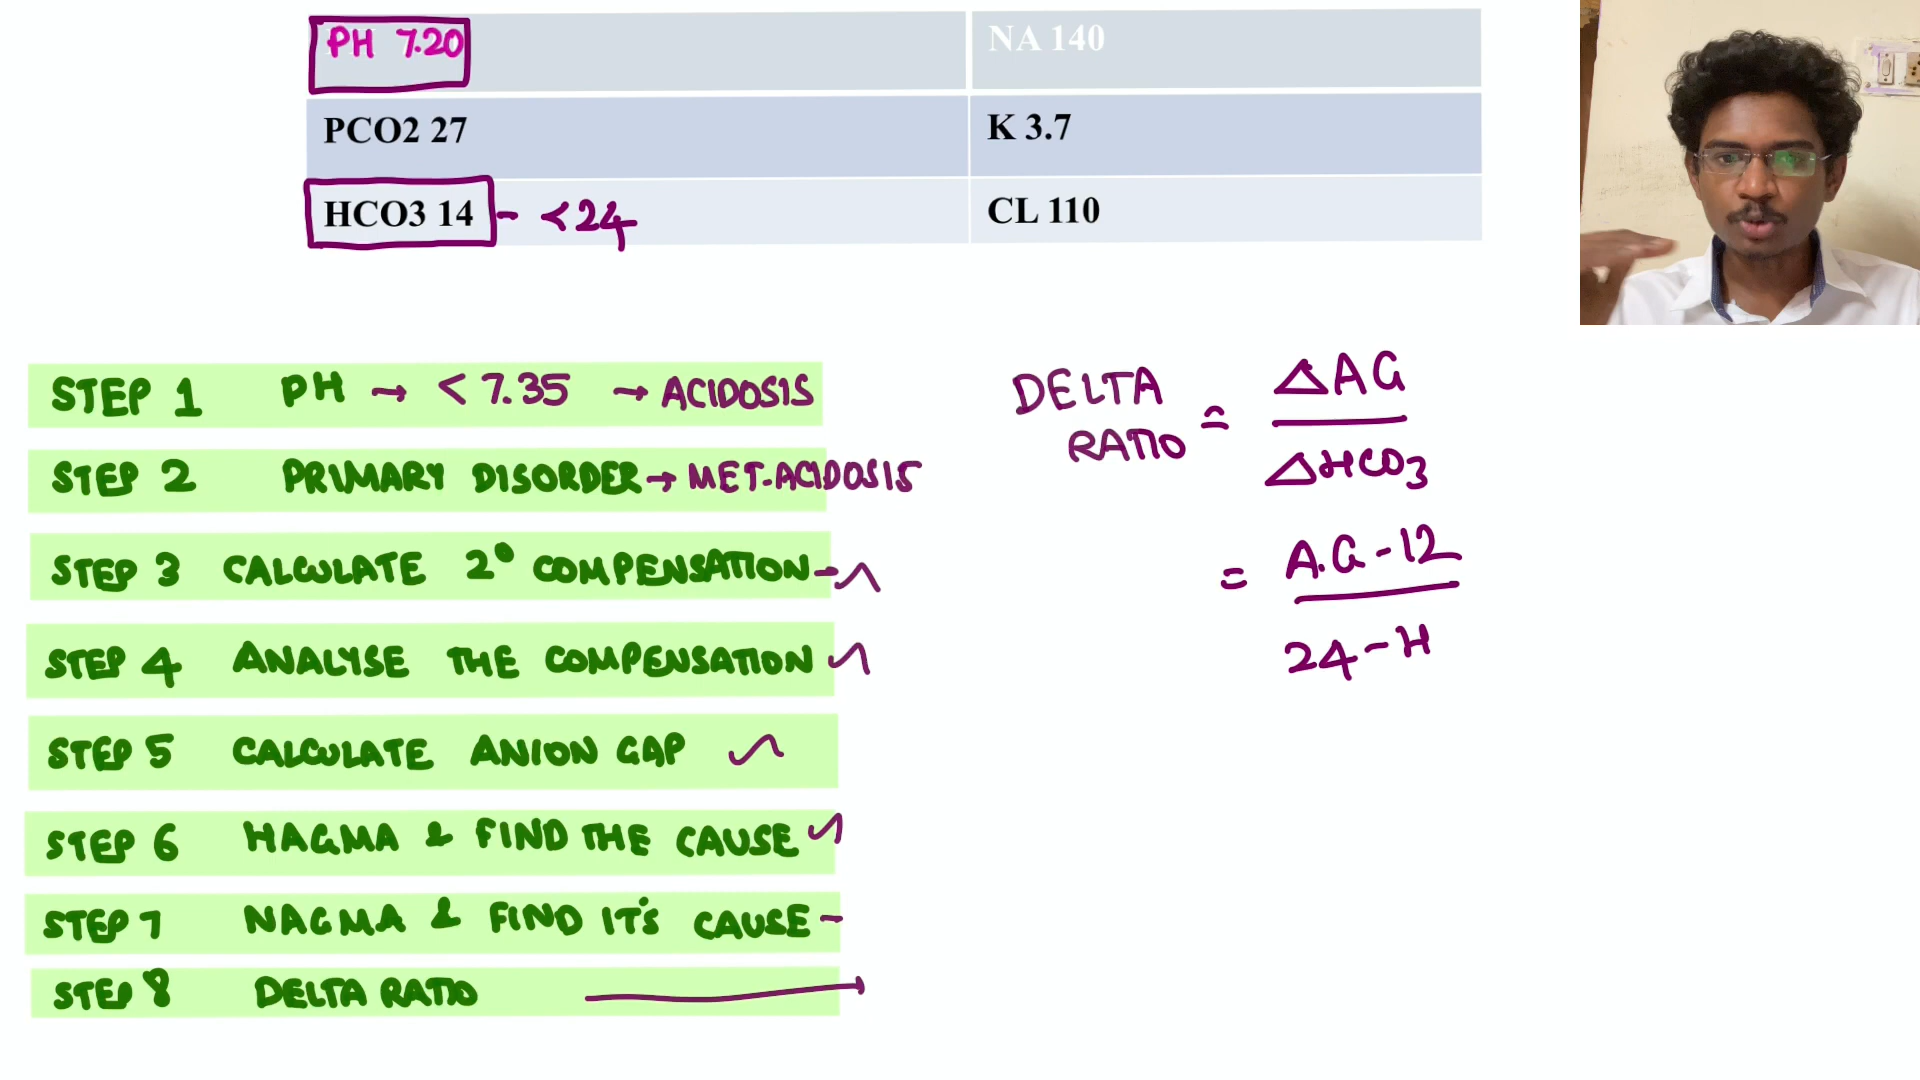 PH 7.20
NA 140
PCO2 27
K 3.7
HCO3 14 - <24
CL 110
STEP 1 PH → < 7.35 → ACIDOSIS
STEP 2 PRIMARY DISORDER → MET.ACIDOSIS
STEP 3 CALCULATE 2° COMPENSATION -
STEP 4 ANALYSE THE COMPENSATION
STEP 5 CALCULATE ANION GAP
STEP 6 HAGMA & FIND THE CAUSE
STEP 7 NAGMA & FIND IT'S CAUSE -
STEP 8 DELTA RATIO
DELTA RATIO = ΔAG
ΔHCO3
= A.G - 12
24 - H